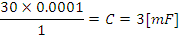 30 × 0.0001
1
= C = 3[mF]